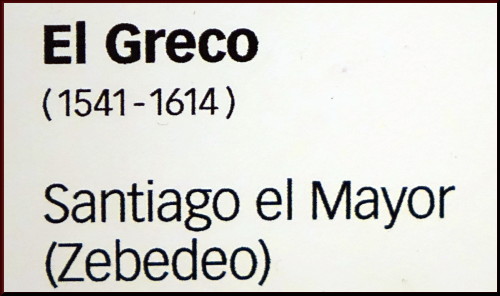 El Greco
(1541-1614)
Santiago el Mayor
(Zebedeo)